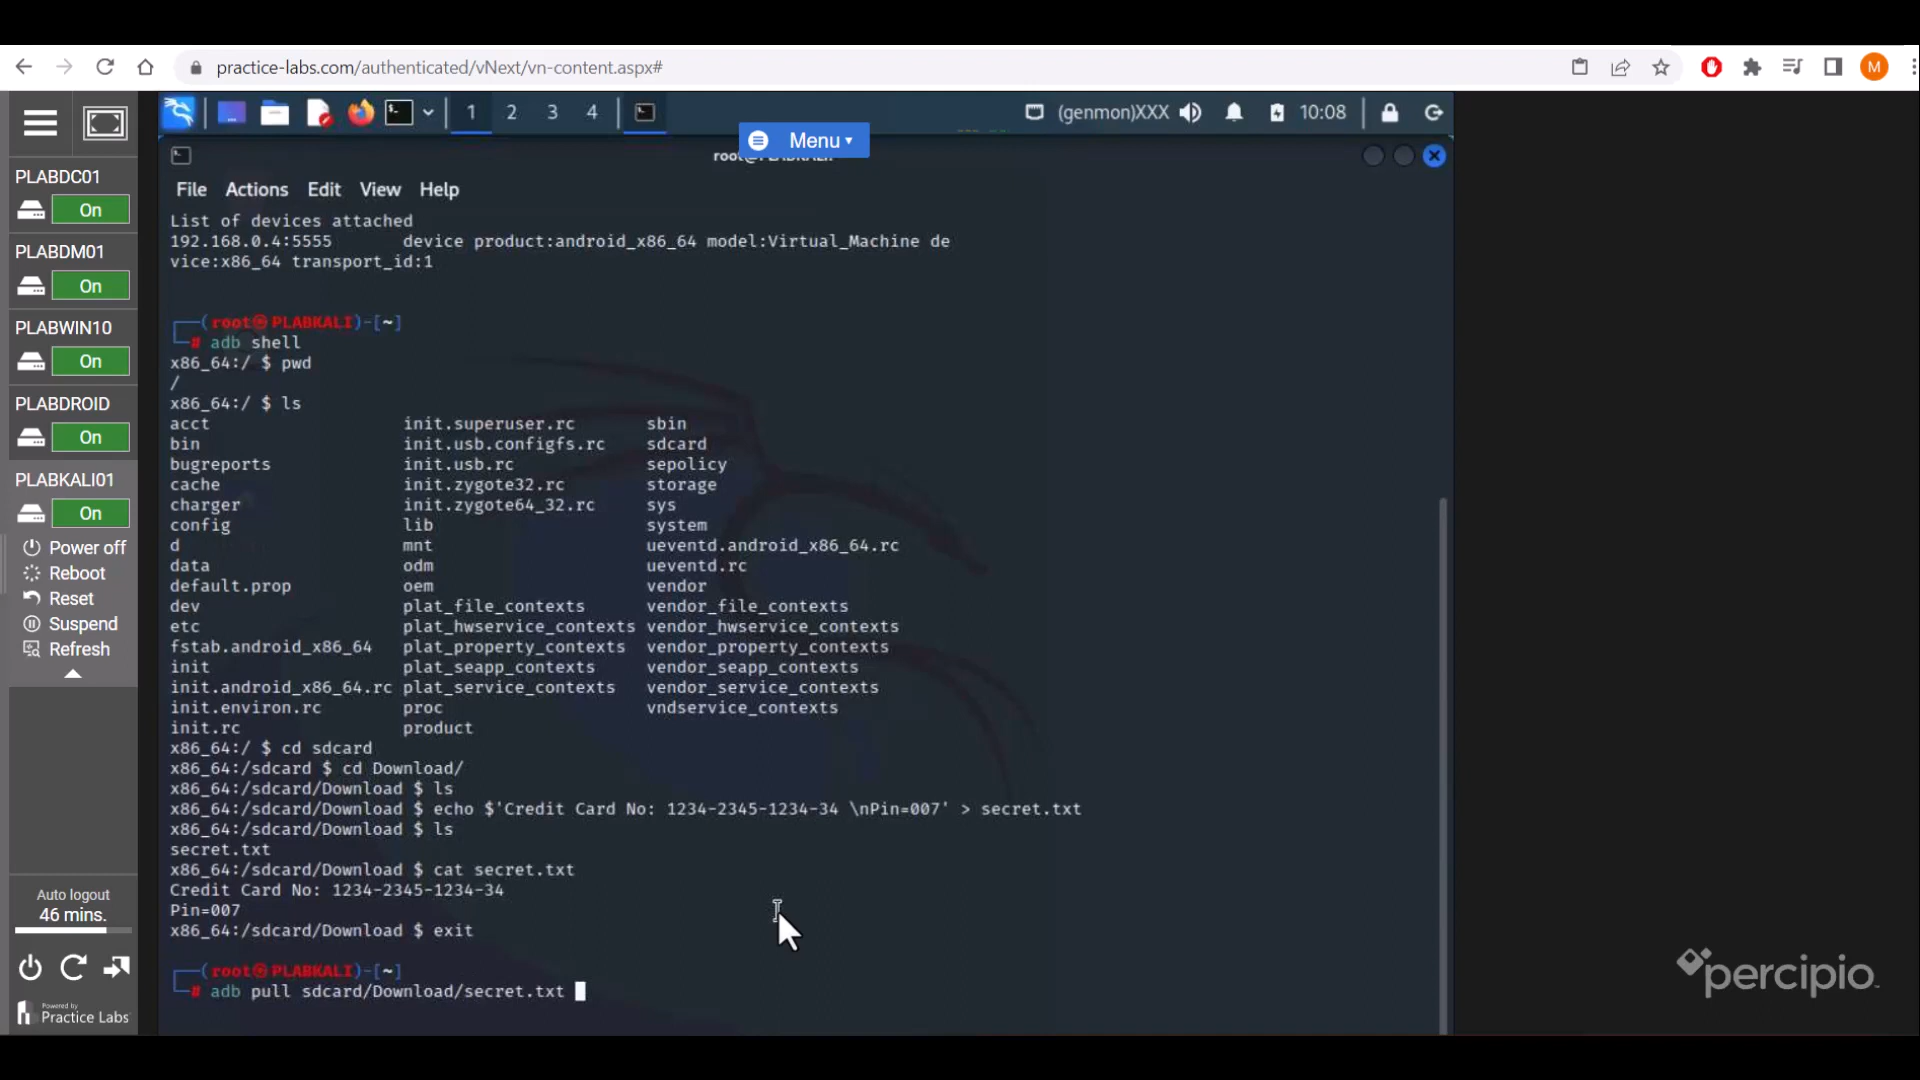 practice-labs.com/authenticated/vNext/vn-content.aspx#
M
1 2 3 4
(genmon)XXX 10:08
Menu
File Actions Edit View Help
List of devices attached
192.168.0.4:5555 device product:android_x86_64 model:Virtual_Machine de
vice:x86_64 transport_id:1
(root㉿PLABKALI)-[~]
# adb shell
x86_64:/ $ pwd
/
x86_64:/ $ ls
acct init.superuser.rc sbin
bin init.usb.configfs.rc sdcard
bugreports init.usb.rc sepolicy
cache init.zygote32.rc storage
charger init.zygote64_32.rc sys
config lib system
d mnt ueventd.android_x86_64.rc
data odm ueventd.rc
default.prop oem vendor
dev plat_file_contexts vendor_file_contexts
etc plat_hwservice_contexts vendor_hwservice_contexts
fstab.android_x86_64 plat_property_contexts vendor_property_contexts
init plat_seapp_contexts vendor_seapp_contexts
init.android_x86_64.rc plat_service_contexts vendor_service_contexts
init.environ.rc proc vndservice_contexts
init.rc product
x86_64:/ $ cd sdcard
x86_64:/sdcard $ cd Download/
x86_64:/sdcard/Download $ ls
x86_64:/sdcard/Download $ echo $'Credit Card No: 1234-2345-1234-34 \nPin=007' > secret.txt
x86_64:/sdcard/Download $ ls
secret.txt
x86_64:/sdcard/Download $ cat secret.txt
Credit Card No: 1234-2345-1234-34
Pin=007
x86_64:/sdcard/Download $ exit
(root㉿PLABKALI)-[~]
# adb pull sdcard/Download/secret.txt
PLABDC01
On
PLABDM01
On
PLABWIN10
On
PLABDROID
On
PLABKALI01
On
Power off
Reboot
Reset
Suspend
Refresh
Auto logout
46 mins.
Powered by
Practice Labs
percipio